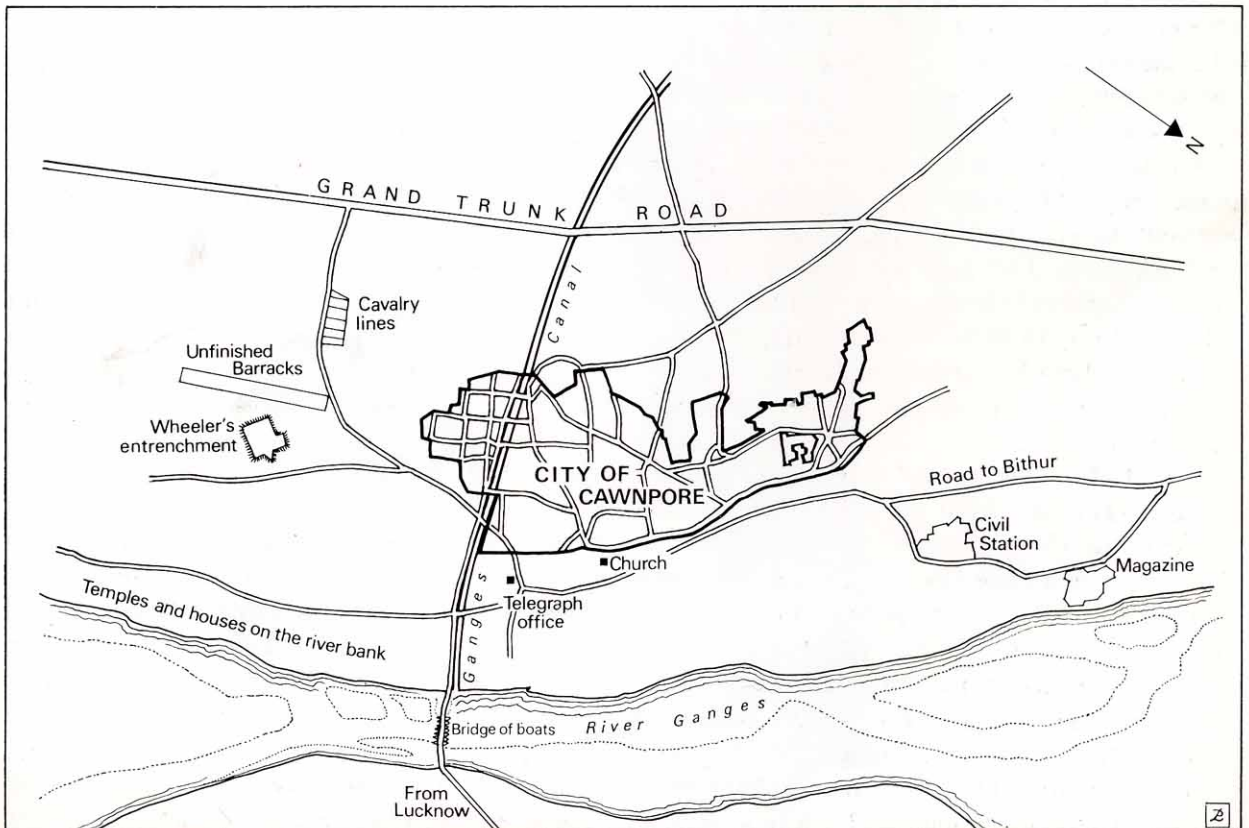 N
GRAND TRUNK ROAD
Canal
Cavalry
lines
Unfinished
Barracks
Wheeler's
entrenchment
CITY OF
CAWNPORE
Road to Bithur
Civil
Station
Magazine
Church
Telegraph
office
Ganges
Temples and houses on the river bank
River Ganges
Bridge of boats
From
Lucknow